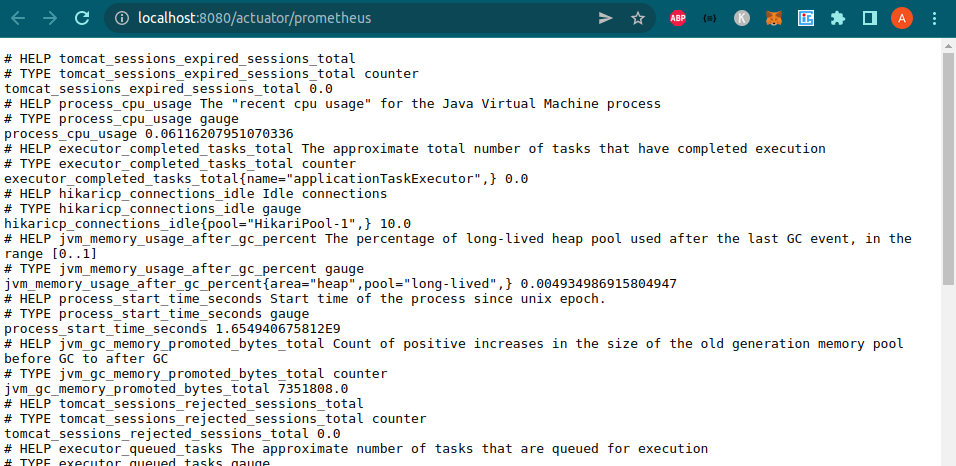 localhost:8080/actuator/prometheus
ABP
K
A
# HELP tomcat_sessions_expired_sessions_total
# TYPE tomcat_sessions_expired_sessions_total counter
tomcat_sessions_expired_sessions_total 0.0
# HELP process_cpu_usage The "recent cpu usage" for the Java Virtual Machine process
# TYPE process_cpu_usage gauge
process_cpu_usage 0.06116207951070336
# HELP executor_completed_tasks_total The approximate total number of tasks that have completed execution
# TYPE executor_completed_tasks_total counter
executor_completed_tasks_total{name="applicationTaskExecutor",} 0.0
# HELP hikaricp_connections_idle Idle connections
# TYPE hikaricp_connections_idle gauge
hikaricp_connections_idle{pool="HikariPool-1",} 10.0
# HELP jvm_memory_usage_after_gc_percent The percentage of long-lived heap pool used after the last GC event, in the
range [0..1]
# TYPE jvm_memory_usage_after_gc_percent gauge
jvm_memory_usage_after_gc_percent{area="heap",pool="long-lived",} 0.004934986915804947
# HELP process_start_time_seconds Start time of the process since unix epoch.
# TYPE process_start_time_seconds gauge
process_start_time_seconds 1.654940675812E9
# HELP jvm_gc_memory_promoted_bytes_total Count of positive increases in the size of the old generation memory pool
before GC to after GC
# TYPE jvm_gc_memory_promoted_bytes_total counter
jvm_gc_memory_promoted_bytes_total 7351808.0
# HELP tomcat_sessions_rejected_sessions_total
# TYPE tomcat_sessions_rejected_sessions_total counter
tomcat_sessions_rejected_sessions_total 0.0
# HELP executor_queued_tasks The approximate number of tasks that are queued for execution
# TYPE executor_queued_tasks gauge